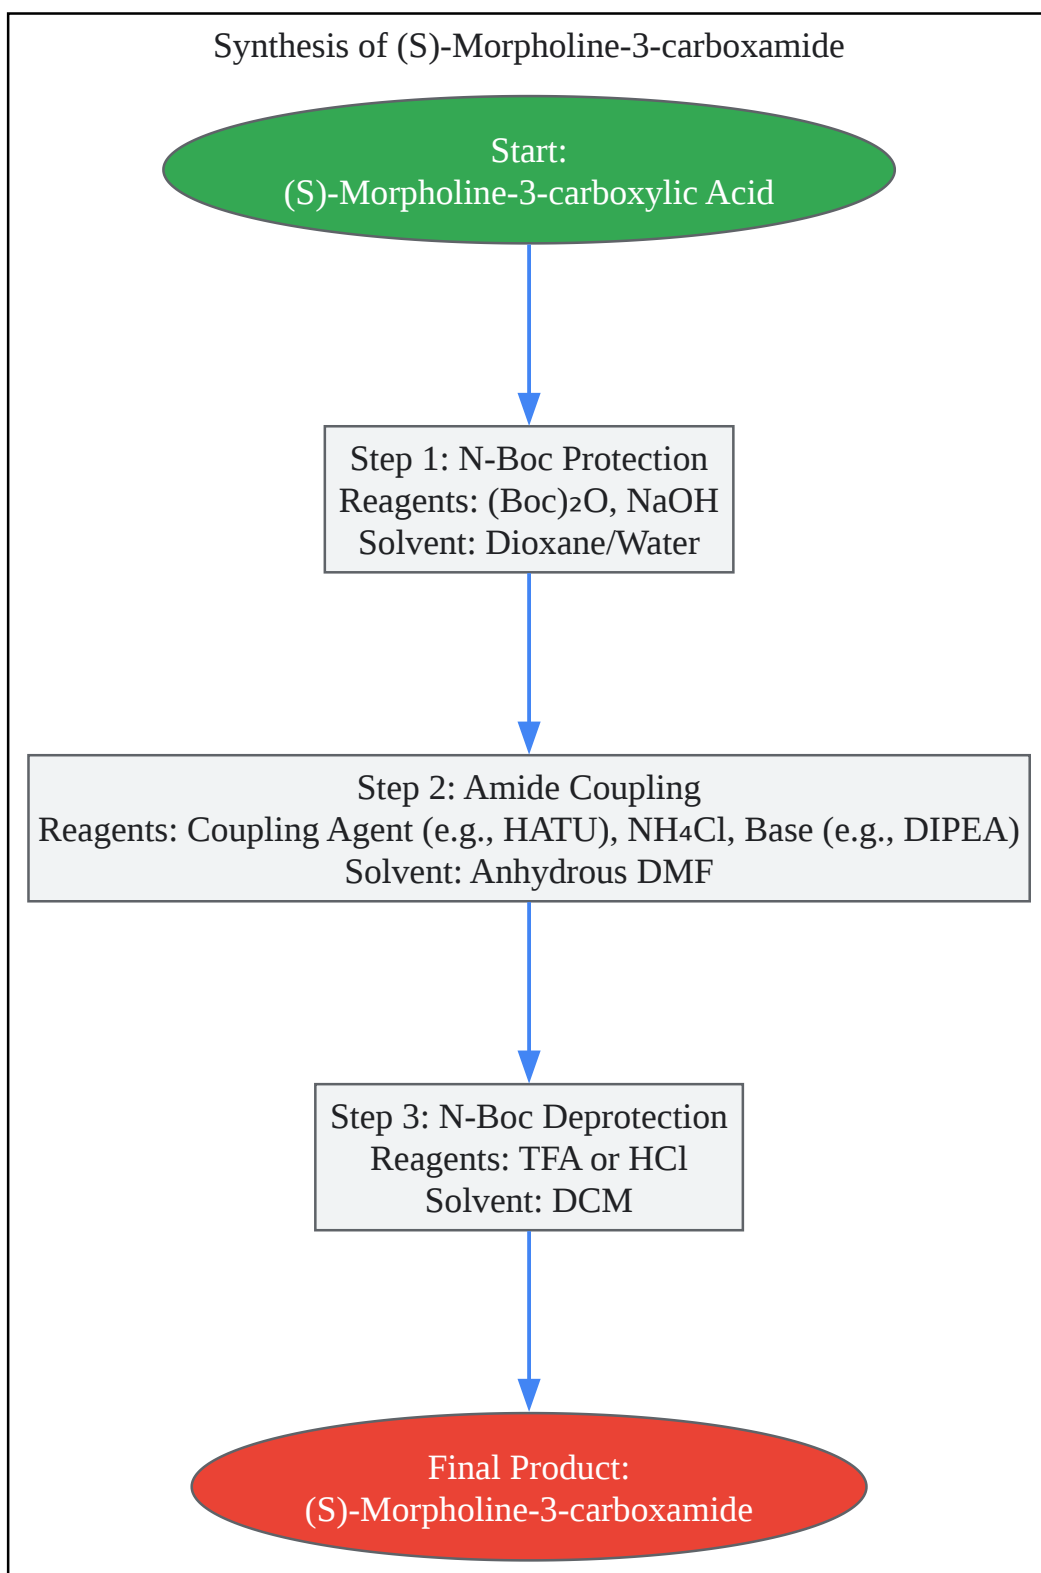 Synthesis of (S)-Morpholine-3-carboxamide
Start:
(S)-Morpholine-3-carboxylic Acid
Step 1: N-Boc Protection
Reagents: (Boc)₂O, NaOH
Solvent: Dioxane/Water
Step 2: Amide Coupling
Reagents: Coupling Agent (e.g., HATU), NH₄Cl, Base (e.g., DIPEA)
Solvent: Anhydrous DMF
Step 3: N-Boc Deprotection
Reagents: TFA or HCl
Solvent: DCM
Final Product:
(S)-Morpholine-3-carboxamide